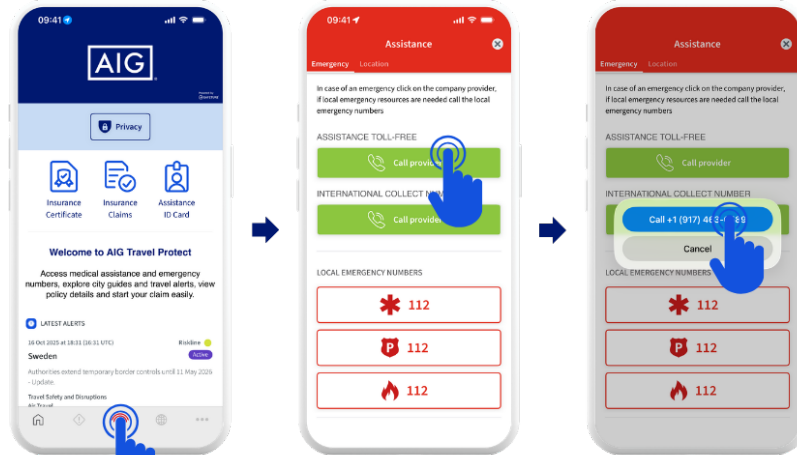 09:41
AIG
Privacy
Insurance
Certificate
Insurance
Claims
Assistance
ID Card
Welcome to AIG Travel Protect
Access medical assistance and emergency
numbers, explore city guides and travel alerts, view
policy details and start your claim easily.
LATEST ALERTS
16 Oct 2025 at 18:31 (16:31 UTC)
Riskline
Sweden
Active
Authorities extend temporary border controls until 11 May 2026
- Update
Travel Safety and Disruptions
Air Travel
09:41
Assistance
Emergency
Location
In case of an emergency click on the company provider,
if local emergency resources are needed call the local
emergency numbers
ASSISTANCE TOLL-FREE
Call provider
INTERNATIONAL COLLECT
Call provider
LOCAL EMERGENCY NUMBERS
112
P
112
112
Assistance
Emergency
Location
In case of an emergency click on the company provider,
if local emergency resources are needed call the local
emergency numbers
ASSISTANCE TOLL-FREE
Call provider
INTERNATIONAL COLLECT NUMBER
Call +1 (917) 463-
Cancel
LOCAL EMERGENCY NUMBERS
112
P
112
112